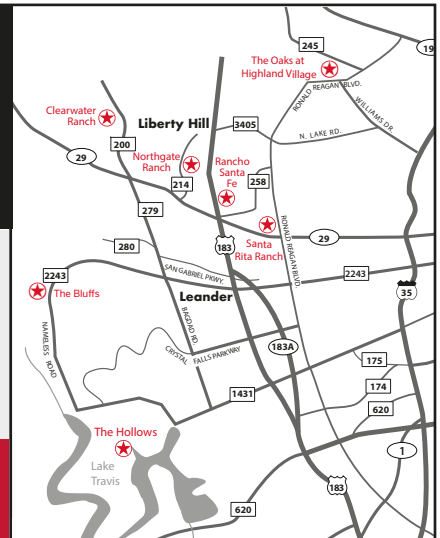 245
19
The Oaks at
Highland Village
RONALD REAGAN BLVD.
WILLIAMS DR.
Clearwater
Ranch
Liberty Hill
3405
N. LAKE RD.
200
29
Northgate
Ranch
Rancho
Santa
Fe
214
258
279
183
Santa
Rita Ranch
RONALD REAGAN BLVD.
29
280
SAN GABRIEL PKWY.
2243
2243
The Bluffs
Leander
35
NAMELESS ROAD
BAGDAD RD.
CRYSTAL FALLS PARKWAY
183A
175
174
1431
620
The Hollows
1
Lake
Travis
183
620